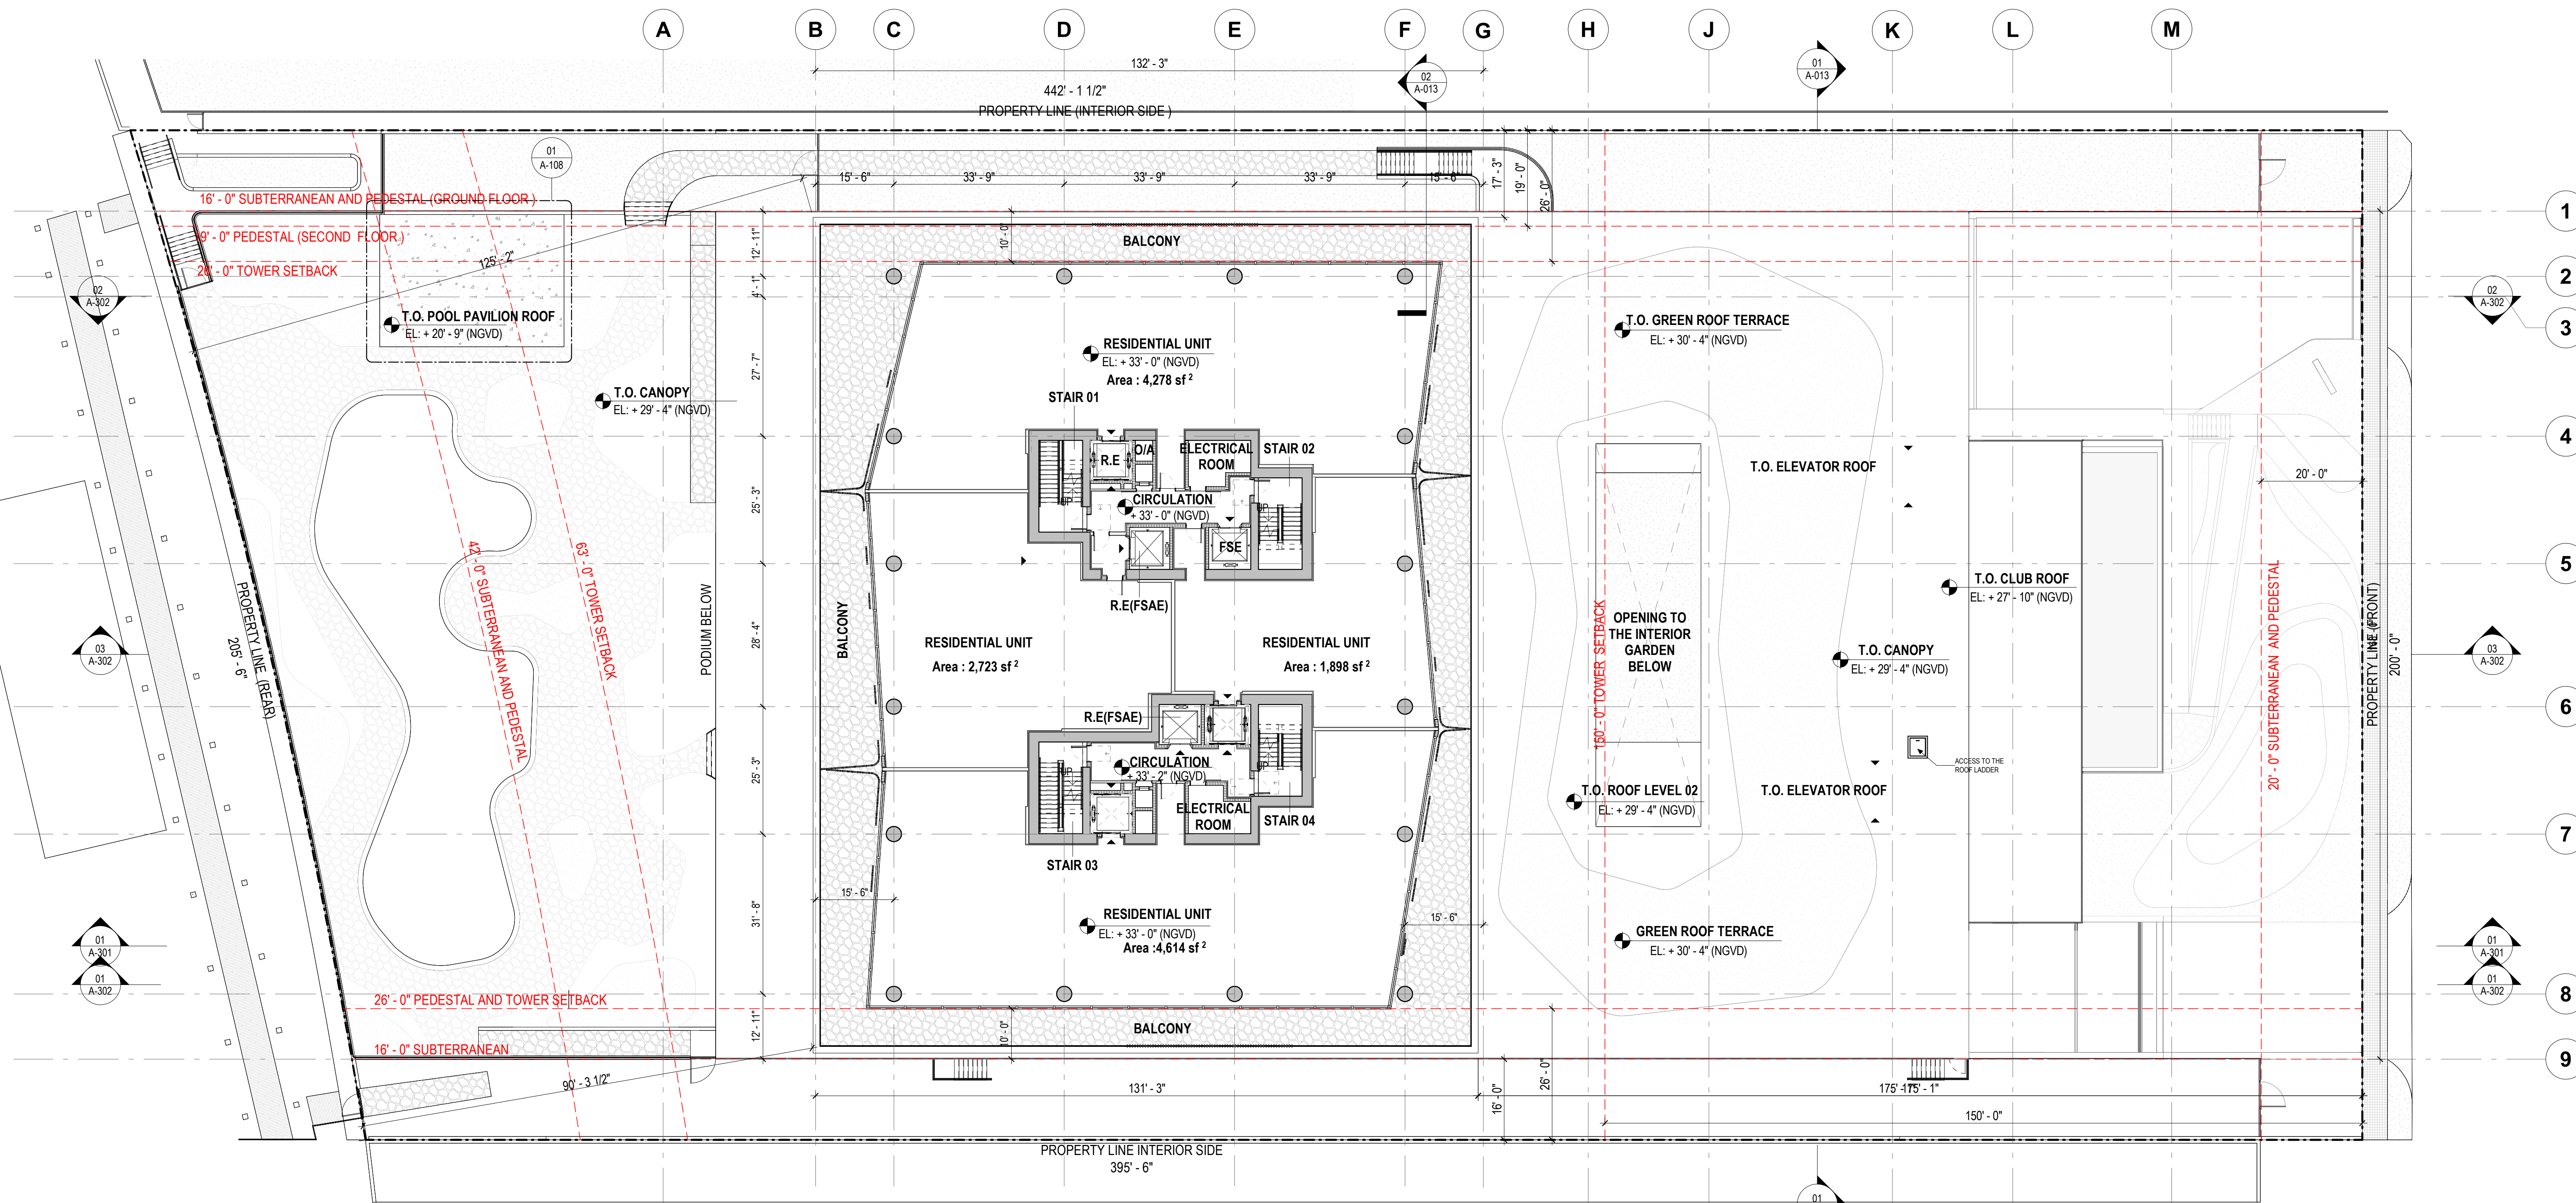 A
B
C
D
E
F
G
H
J
K
L
M
132' - 3"
442' - 1 1/2"
PROPERTY LINE (INTERIOR SIDE )
02
A-013
01
A-013
01
A-108
15' - 6"
33' - 9"
33' - 9"
33' - 9"
15' - 6"
17' - 3"
19' - 0"
26' - 0"
16' - 0" SUBTERRANEAN AND PEDESTAL (GROUND FLOOR )
9' - 0" PEDESTAL (SECOND FLOOR )
26' - 0" TOWER SETBACK
125' - 2"
12' - 11"
10' - 0"
BALCONY
4' - 1"
1
2
3
02
A-302
02
A-302
T.O. POOL PAVILION ROOF
EL: + 20' - 9" (NGVD)
RESIDENTIAL UNIT
EL: + 33' - 0" (NGVD)
Area : 4,278 sf 2
T.O. GREEN ROOF TERRACE
EL: + 30' - 4" (NGVD)
27' - 7"
T.O. CANOPY
EL: + 29' - 4" (NGVD)
STAIR 01
R.E
O/A
ELECTRICAL
ROOM
STAIR 02
T.O. ELEVATOR ROOF
4
20' - 0"
25' - 3"
UP
CIRCULATION
+ 33' - 0" (NGVD)
UP
FSE
5
42' - 0" SUBTERRANEAN AND PEDESTAL
63' - 0" TOWER SETBACK
PODIUM BELOW
R.E(FSAE)
T.O. CLUB ROOF
EL: + 27' - 10" (NGVD)
PROPERTY LINE (REAR)
205' - 6"
28' - 4"
BALCONY
RESIDENTIAL UNIT
Area : 2,723 sf 2
RESIDENTIAL UNIT
Area : 1,898 sf 2
150' - 0" TOWER SETBACK
OPENING TO
THE INTERIOR
GARDEN
BELOW
T.O. CANOPY
EL: + 29' - 4" (NGVD)
20' - 0" SUBTERRANEAN AND PEDESTAL
PROPERTY LINE (FRONT)
200' - 0"
03
A-302
03
A-302
6
R.E(FSAE)
25' - 3"
UP
CIRCULATION
+ 33' - 2" (NGVD)
UP
ELECTRICAL
ROOM
STAIR 04
STAIR 03
T.O. ROOF LEVEL 02
EL: + 29' - 4" (NGVD)
T.O. ELEVATOR ROOF
ACCESS TO THE
ROOF LADDER
7
15' - 6"
31' - 8"
RESIDENTIAL UNIT
EL: + 33' - 0" (NGVD)
Area :4,614 sf 2
15' - 6"
GREEN ROOF TERRACE
EL: + 30' - 4" (NGVD)
01
A-301
01
A-302
01
A-301
01
A-302
8
26' - 0" PEDESTAL AND TOWER SETBACK
12' - 11"
10' - 0"
BALCONY
16' - 0" SUBTERRANEAN
9
90' - 3 1/2"
131' - 3"
16' - 0"
26' - 0"
175' - 1"
150' - 0"
PROPERTY LINE INTERIOR SIDE
395' - 6"
01